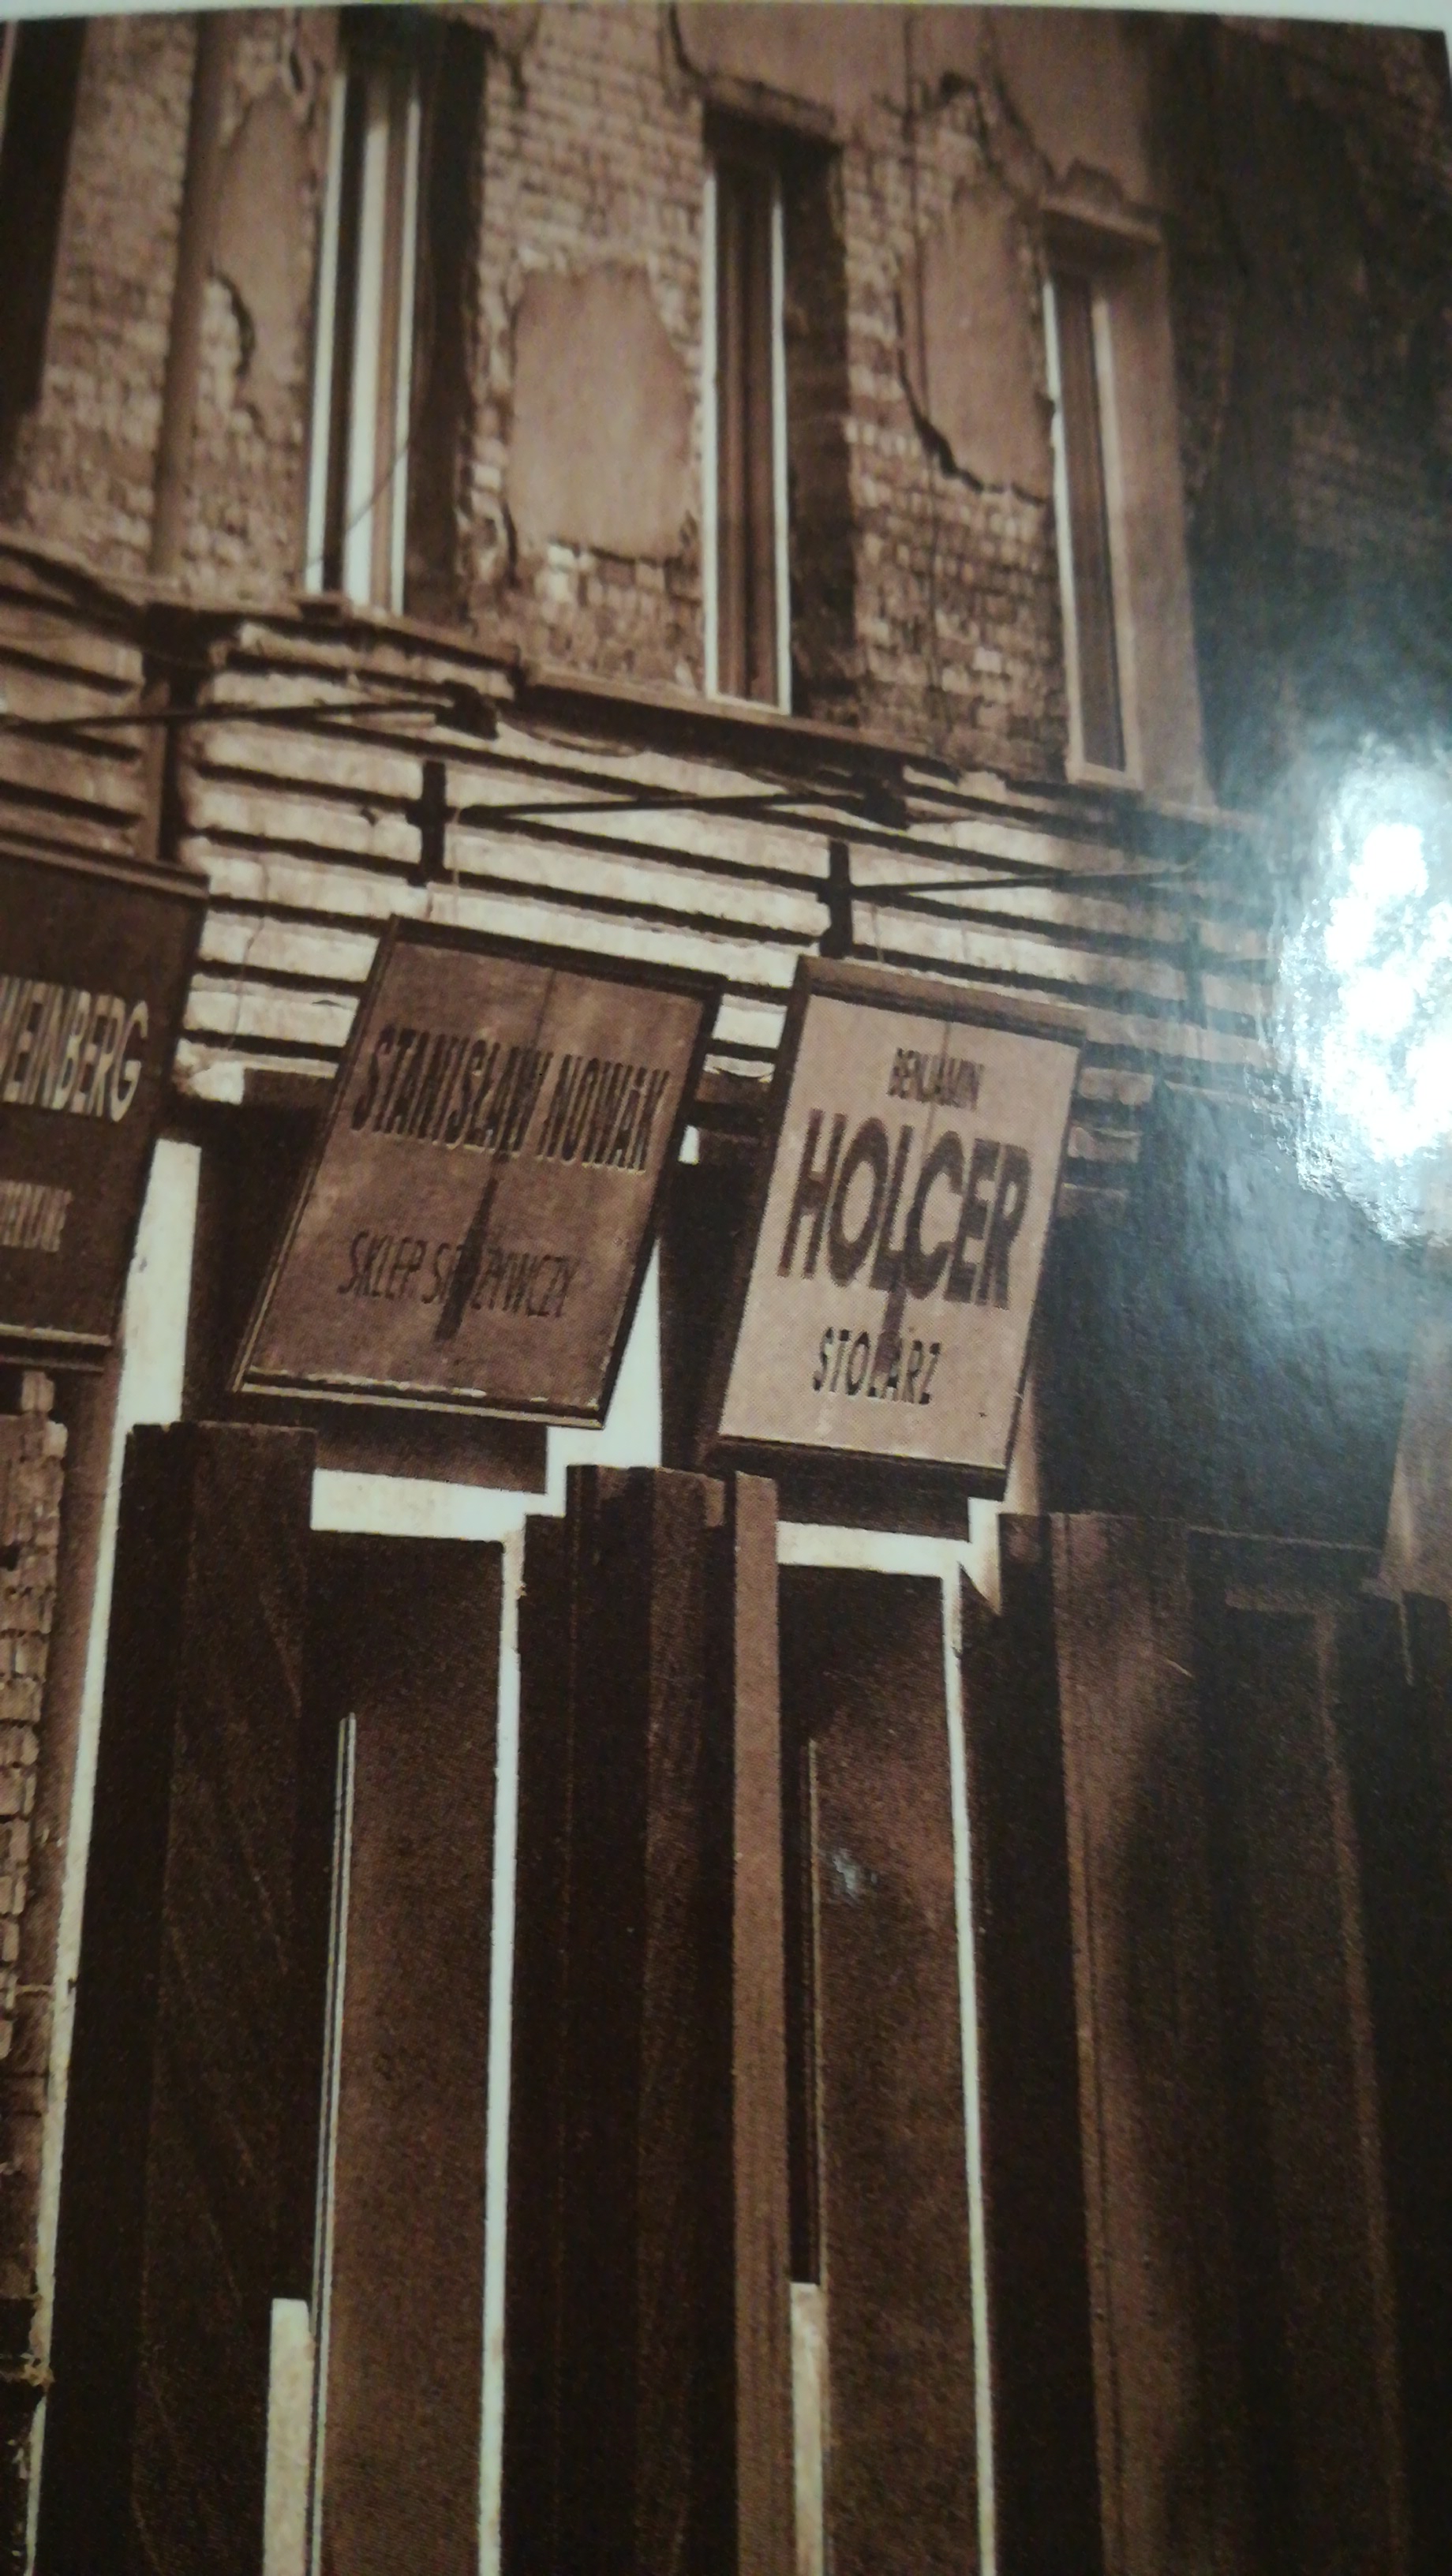 WEINBERG
STANISŁAW NOWAK
SKLEP SPOŻYWCZY
BENJAMIN
HOLCER
STOLARZ